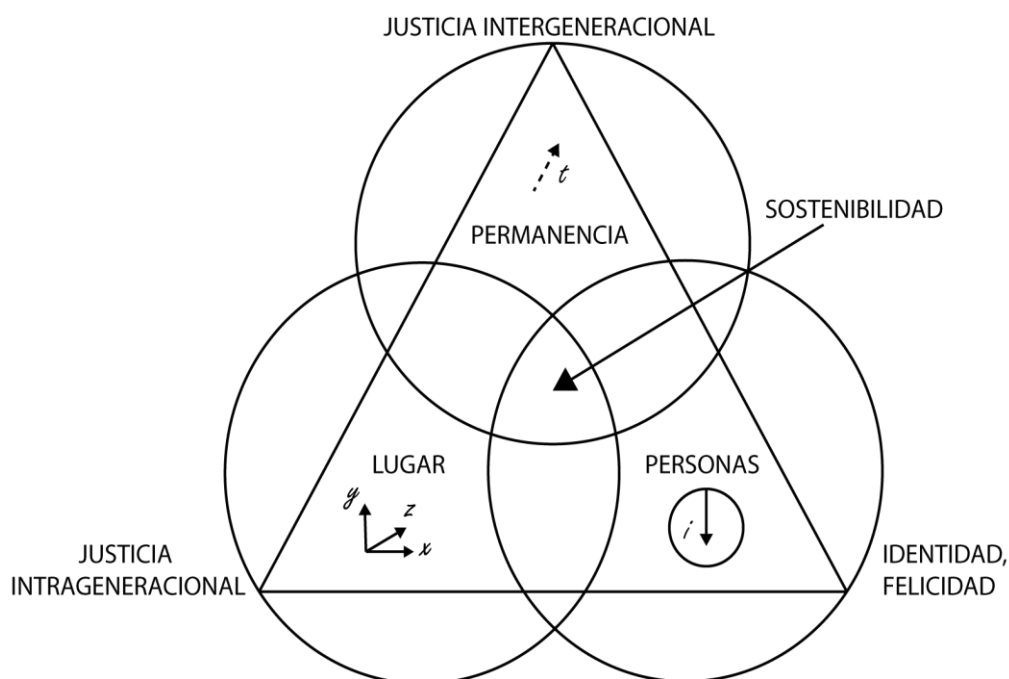 JUSTICIA INTERGENERACIONAL
t
SOSTENIBILIDAD
PERMANENCIA
LUGAR
y
z
x
PERSONAS
i
JUSTICIA
INTRAGENERACIONAL
IDENTIDAD,
FELICIDAD